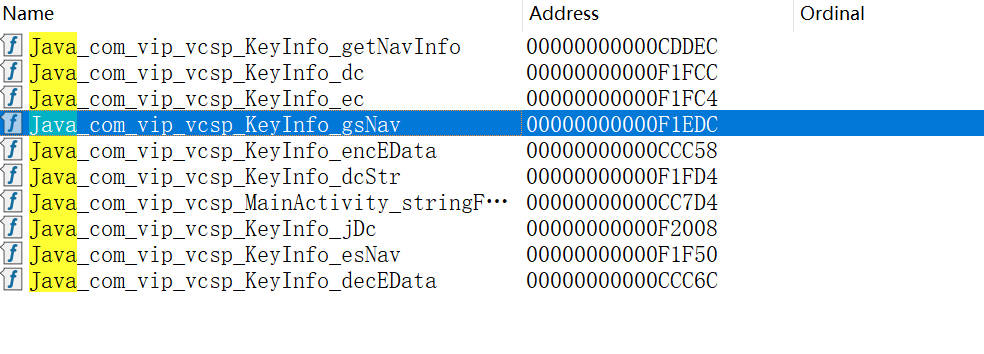 Name Address Ordinal
Java_com_vip_vcsp_KeyInfo_getNavInfo 00000000000CDDEC
Java_com_vip_vcsp_KeyInfo_dc 00000000000F1FCC
Java_com_vip_vcsp_KeyInfo_ec 00000000000F1FC4
Java_com_vip_vcsp_KeyInfo_gsNav 00000000000F1EDC
Java_com_vip_vcsp_KeyInfo_encEData 00000000000CCC58
Java_com_vip_vcsp_KeyInfo_dcStr 00000000000F1FD4
Java_com_vip_vcsp_MainActivity_stringF··· 00000000000CC7D4
Java_com_vip_vcsp_KeyInfo_jDc 00000000000F2008
Java_com_vip_vcsp_KeyInfo_esNav 00000000000F1F50
Java_com_vip_vcsp_KeyInfo_decEData 00000000000CCC6C